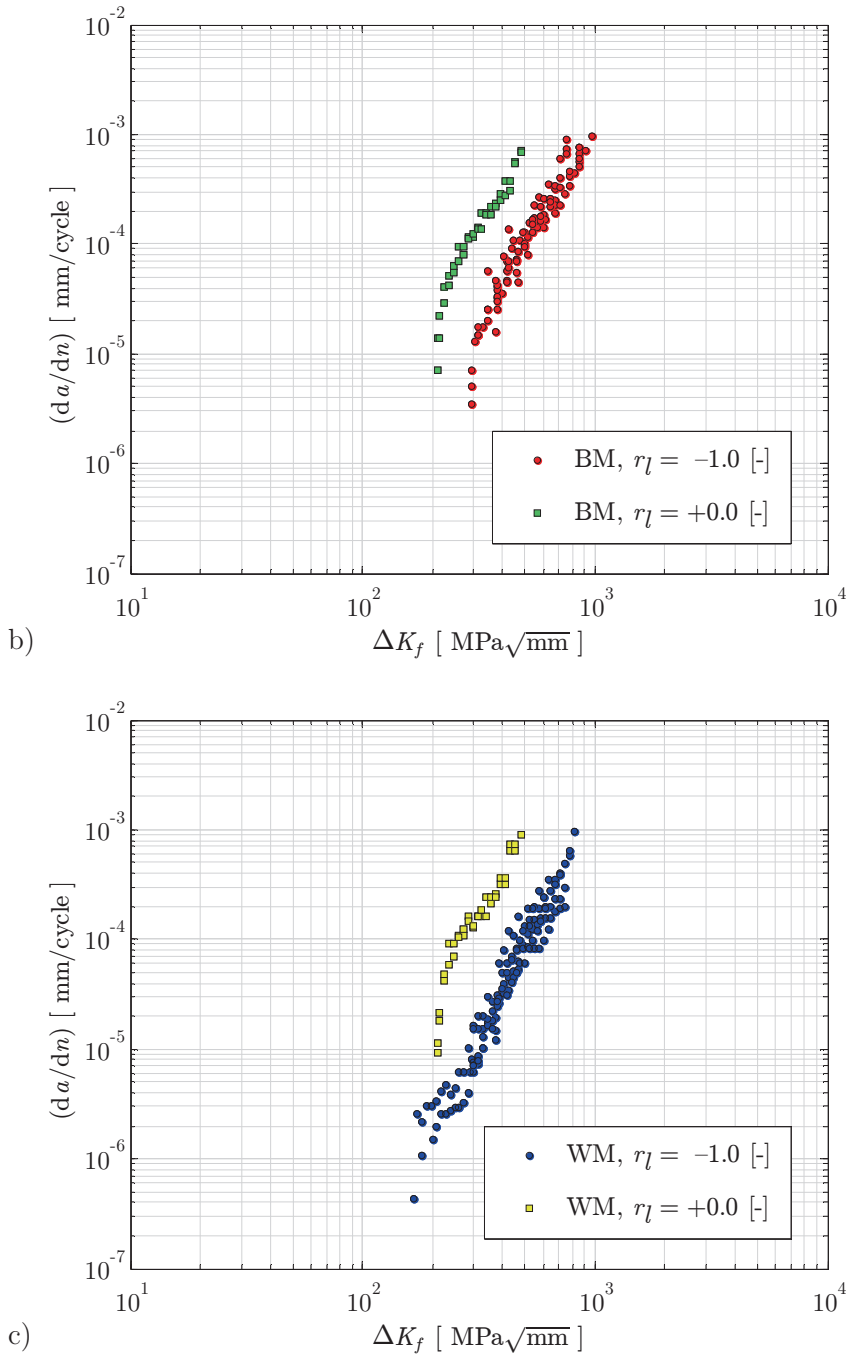 10^-2
10^-3
10^-4
10^-5
10^-6
10^-7
(da/dn) [ mm/cycle ]
BM, r_l = –1.0 [-]
BM, r_l = +0.0 [-]
10^1 10^2 10^3 10^4
b) ΔK_f [ MPa√mm ]
10^-2
10^-3
10^-4
10^-5
10^-6
10^-7
(da/dn) [ mm/cycle ]
WM, r_l = –1.0 [-]
WM, r_l = +0.0 [-]
10^1 10^2 10^3 10^4
c) ΔK_f [ MPa√mm ]